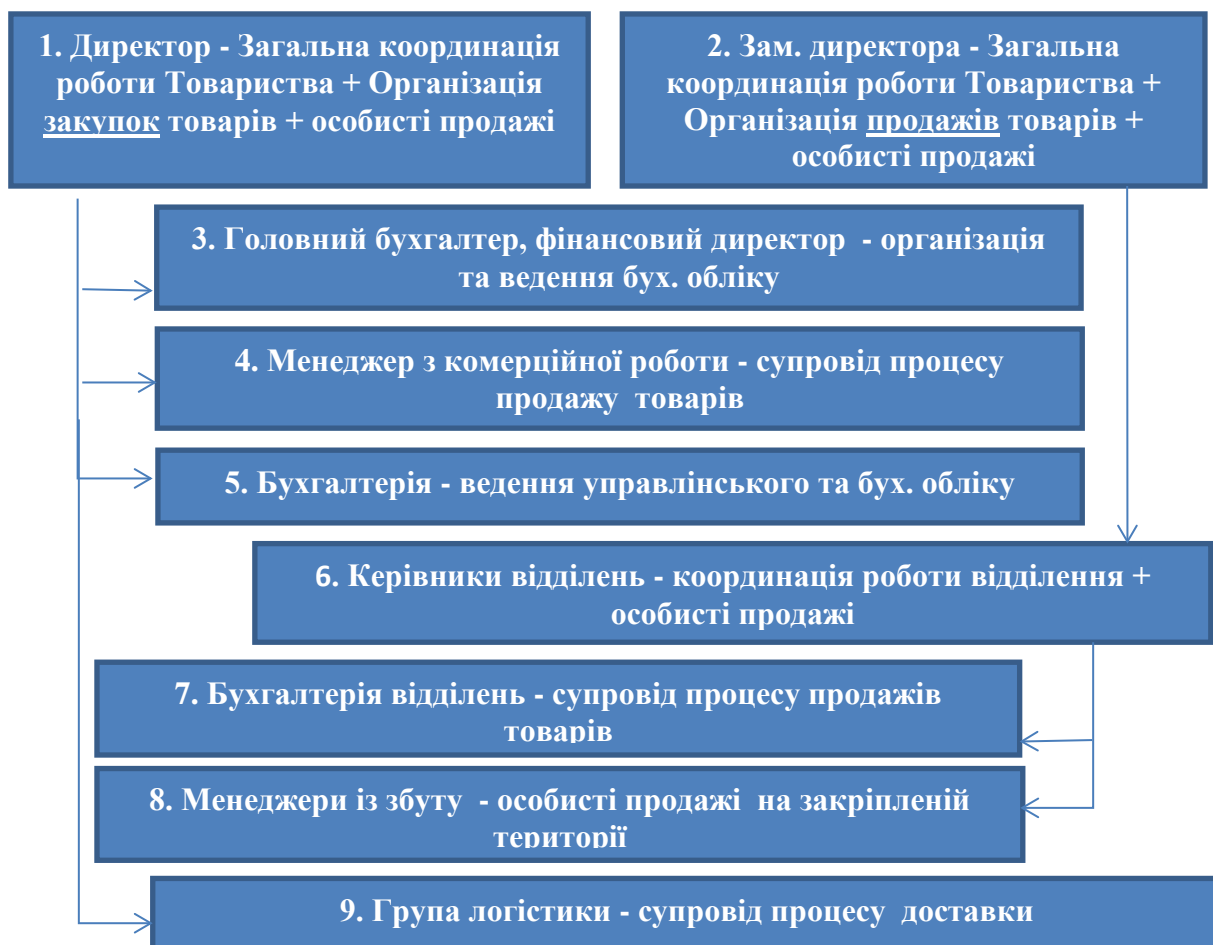 1. Директор - Загальна координація
роботи Товариства + Організація
закупок товарів + особисті продажі
2. Зам. директора - Загальна
координація роботи Товариства +
Організація продажів товарів +
особисті продажі
3. Головний бухгалтер, фінансовий директор - організація
та ведення бух. обліку
4. Менеджер з комерційної роботи - супровід процесу
продажу товарів
5. Бухгалтерія - ведення управлінського та бух. обліку
6. Керівники відділень - координація роботи відділення +
особисті продажі
7. Бухгалтерія відділень - супровід процесу продажів
товарів
8. Менеджери із збуту - особисті продажі на закріпленій
території
9. Група логістики - супровід процесу доставки